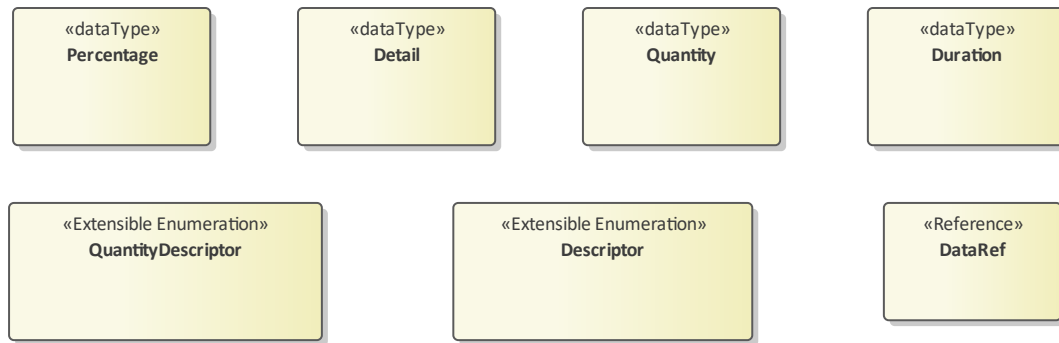 «dataType»
Percentage
«dataType»
Detail
«dataType»
Quantity
«dataType»
Duration
«Extensible Enumeration»
QuantityDescriptor
«Extensible Enumeration»
Descriptor
«Reference»
DataRef